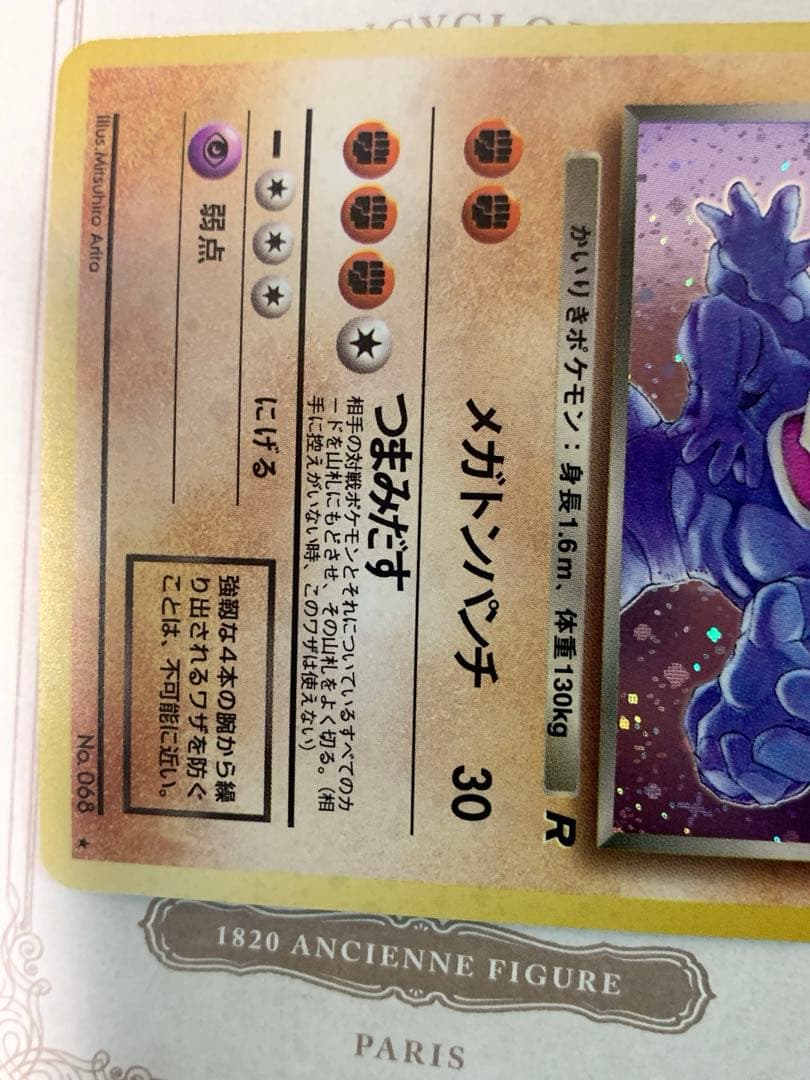 かいりきポケモン：身長1.6m、体重130kg
R
メガトンパンチ 30
つまみだす
相手の対戦ポケモンとそれについているすべてのカ
ードを山札にもどさせ、その山札をよく切る。(相
手に控えがいない時、このワザは使えない)
にげる
弱点
強靱な4本の腕から繰
り出されるワザを防ぐ
ことは、不可能に近い。
Illus.Mitsuhiro Arita
No.068 ★
1820 ANCIENNE FIGURE
PARIS